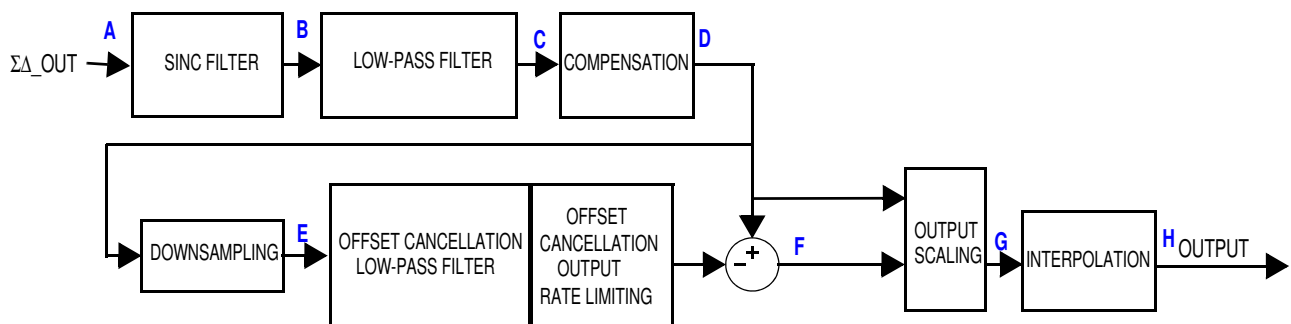 A
B
C
D
ΣΔ_OUT
SINC FILTER
LOW-PASS FILTER
COMPENSATION
DOWNSAMPLING
E
OFFSET CANCELLATION
LOW-PASS FILTER
OFFSET
CANCELLATION
OUTPUT
RATE LIMITING
+
−
F
OUTPUT
SCALING
G
INTERPOLATION
H
OUTPUT